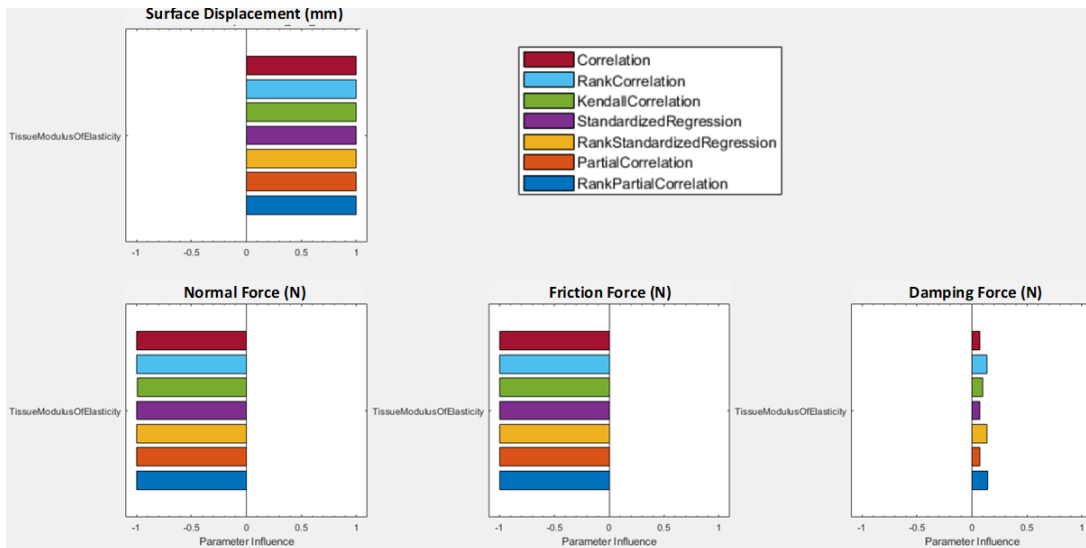 Surface Displacement (mm)
TissueModulusOfElasticity
-1 -0.5 0 0.5 1
Correlation
RankCorrelation
KendallCorrelation
StandardizedRegression
RankStandardizedRegression
PartialCorrelation
RankPartialCorrelation
Normal Force (N)
TissueModulusOfElasticity
-1 -0.5 0 0.5 1
Parameter Influence
Friction Force (N)
TissueModulusOfElasticity
-1 -0.5 0 0.5 1
Parameter Influence
Damping Force (N)
TissueModulusOfElasticity
-1 -0.5 0 0.5 1
Parameter Influence